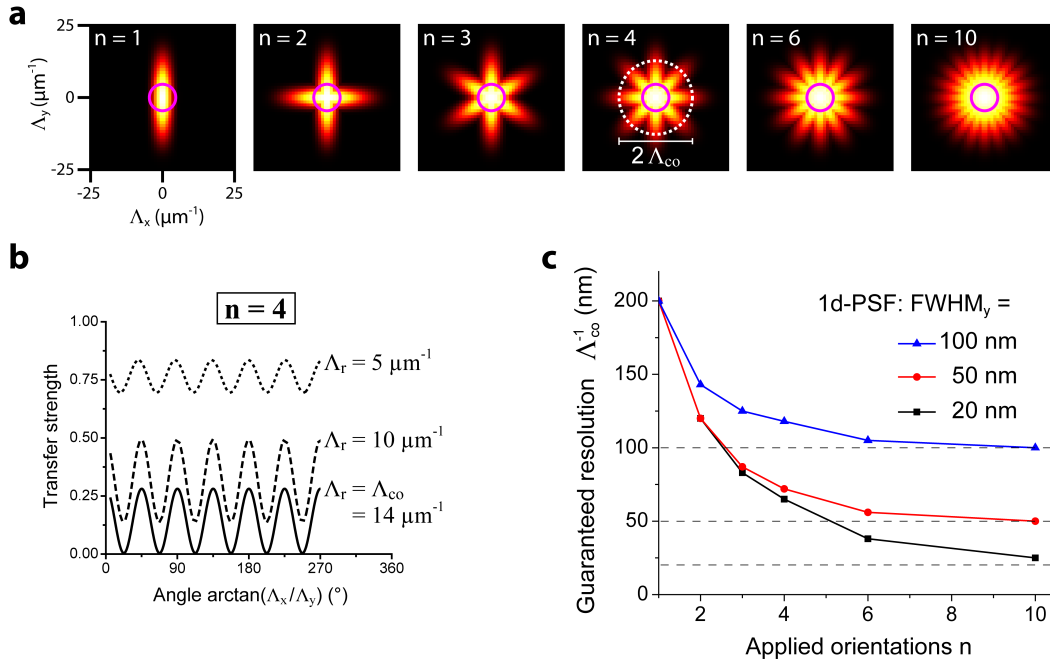 a
n = 1
n = 2
n = 3
n = 4
n = 6
n = 10
25
0
-25
Λy (µm-1)
2 Λco
-25
0
25
Λx (µm-1)
b
n = 4
1.00
0.75
0.50
0.25
0.00
Transfer strength
Λr = 5 µm-1
Λr = 10 µm-1
Λr = Λco
= 14 µm-1
0
90
180
270
360
Angle arctan(Λx/Λy) (°)
c
Guaranteed resolution Λco-1 (nm)
200
150
100
50
0
1d-PSF: FWHMy =
100 nm
50 nm
20 nm
2
4
6
8
10
Applied orientations n